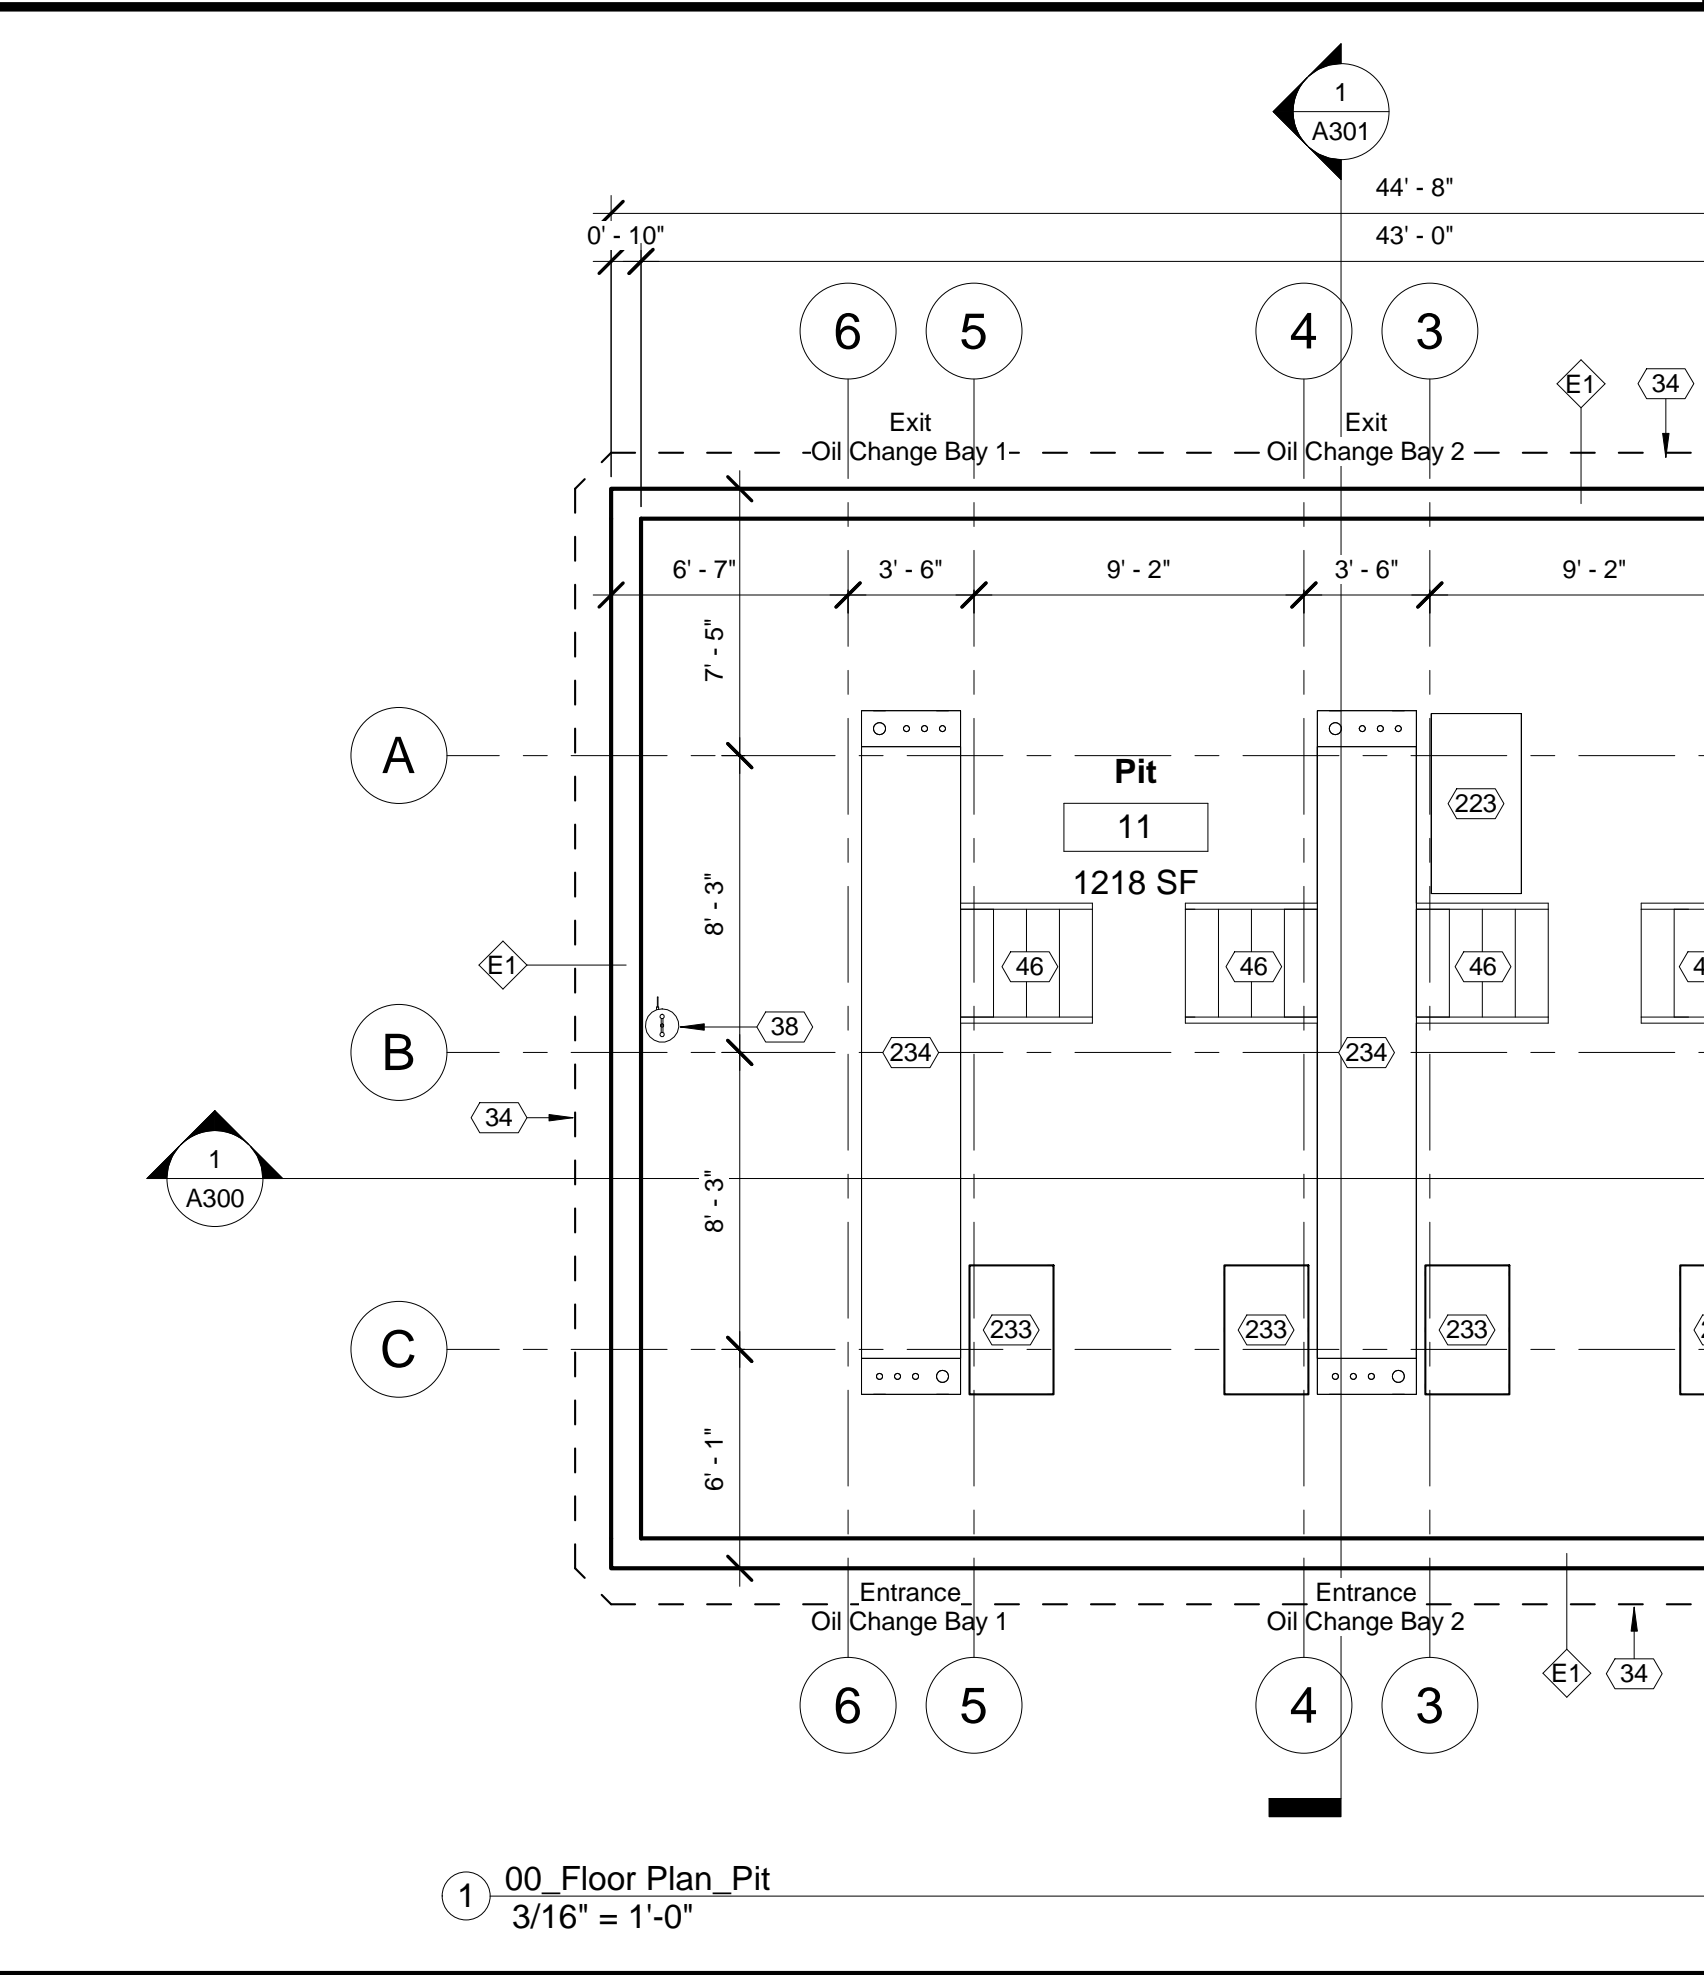 1
A301
44' - 8"
0' - 10"
43' - 0"
6
5
4
3
E1
34
Exit
Oil Change Bay 1
Exit
Oil Change Bay 2
6' - 7"
3' - 6"
9' - 2"
3' - 6"
9' - 2"
7' - 5"
A
Pit
11
1218 SF
223
8' - 3"
E1
46
46
46
38
B
234
234
34
1
A300
8' - 3"
C
233
233
233
6' - 1"
Entrance
Oil Change Bay 1
Entrance
Oil Change Bay 2
E1
34
6
5
4
3
1
00_Floor Plan_Pit
3/16" = 1'-0"